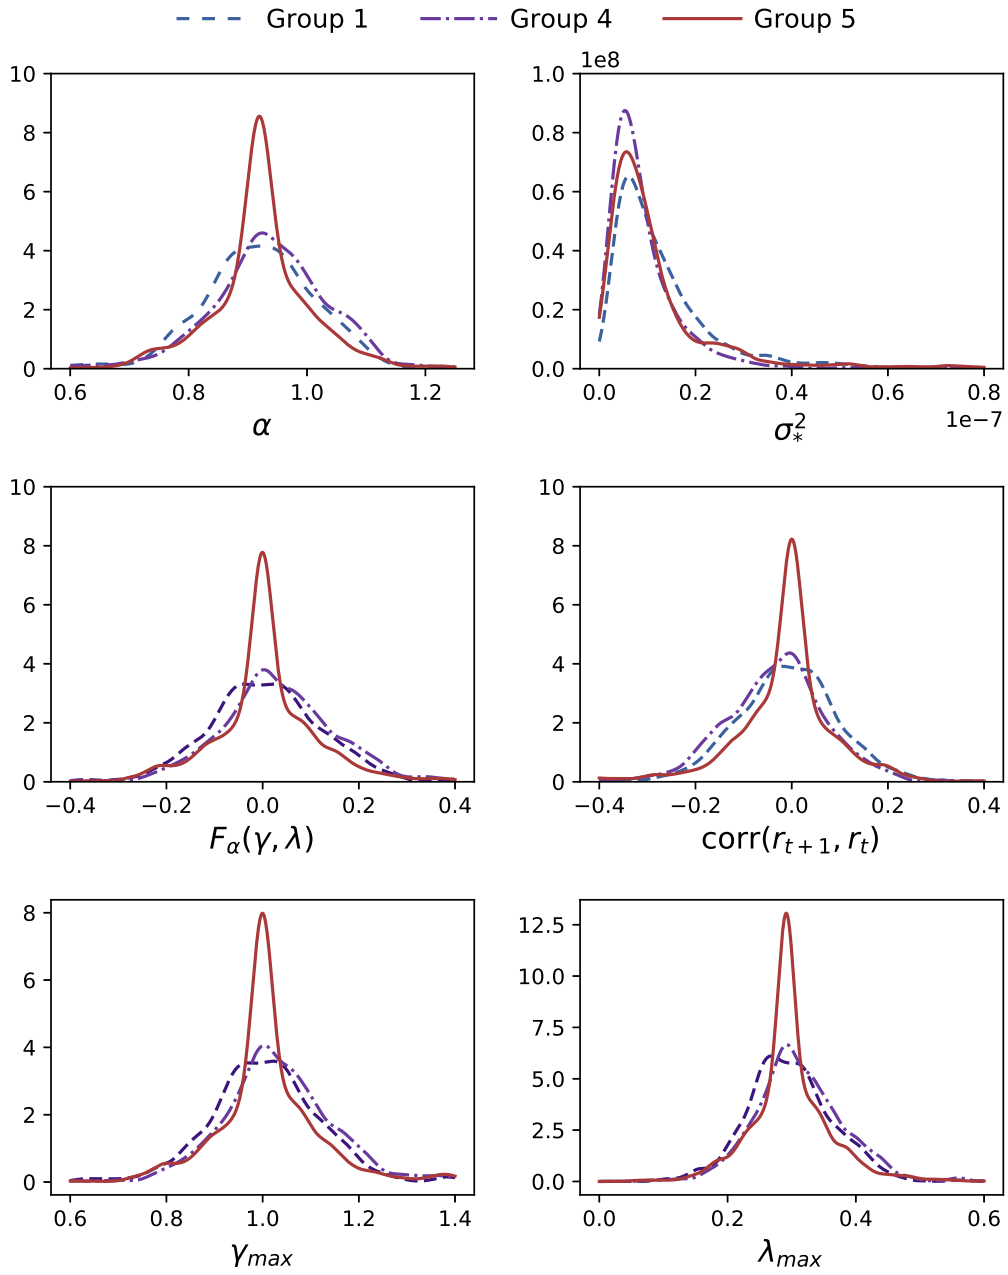 Group 1 Group 4 Group 5
10
8
6
4
2
0
0.6 0.8 1.0 1.2
α
1e8
1.0
0.8
0.6
0.4
0.2
0.0
0.0 0.2 0.4 0.6 0.8
1e−7
σ*²
10
8
6
4
2
0
−0.4 −0.2 0.0 0.2 0.4
Fα(γ, λ)
10
8
6
4
2
0
−0.4 −0.2 0.0 0.2 0.4
corr(rt + 1, rt)
8
6
4
2
0
0.6 0.8 1.0 1.2 1.4
γmax
12.5
10.0
7.5
5.0
2.5
0.0
0.0 0.2 0.4 0.6
λmax